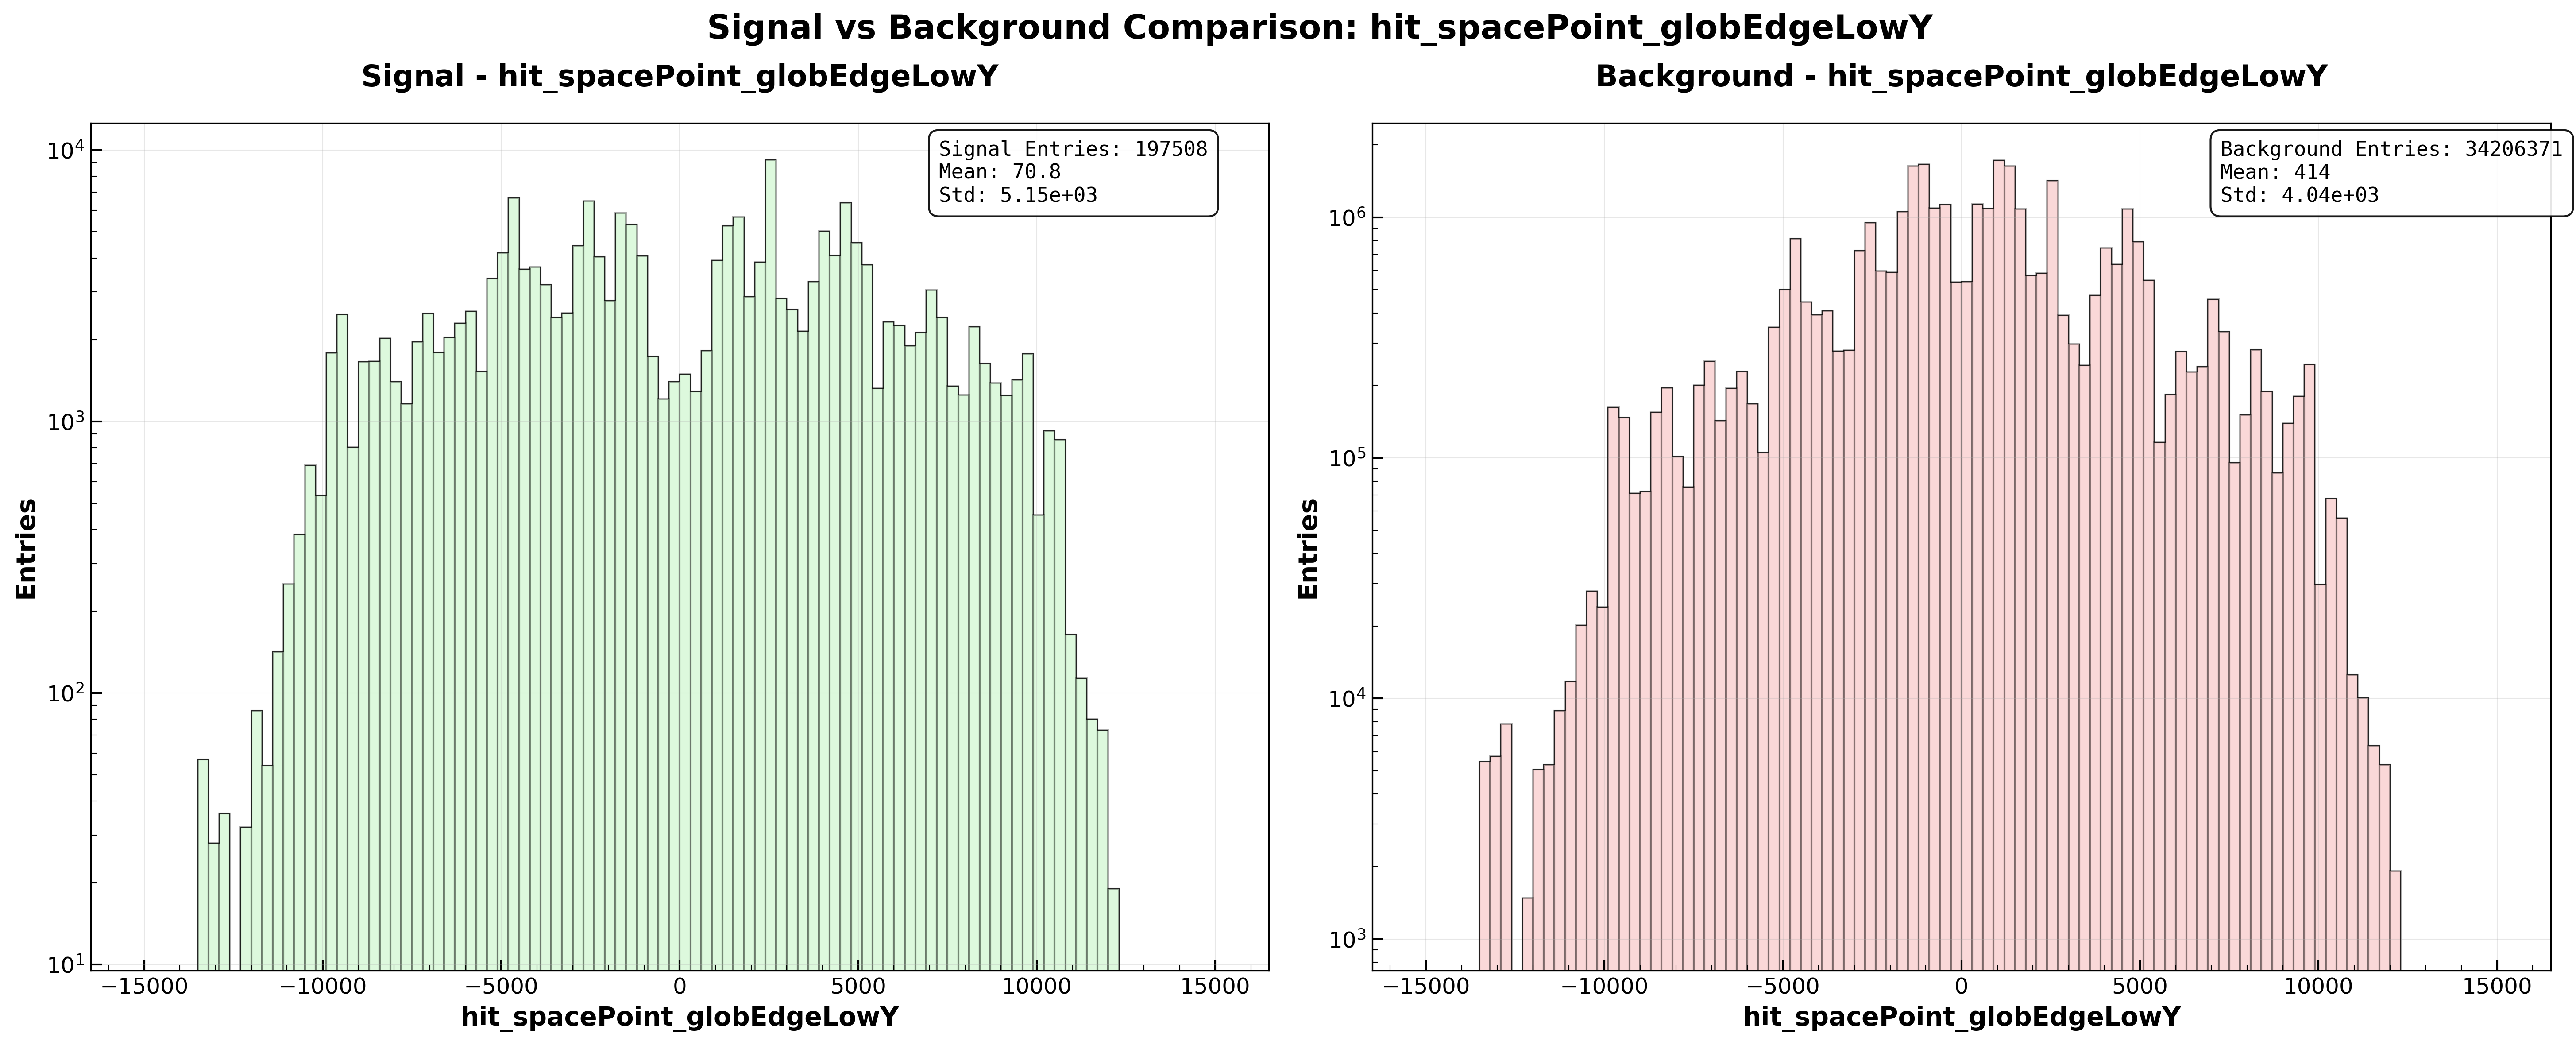 Signal vs Background Comparison: hit_spacePoint_globEdgeLowY
Signal - hit_spacePoint_globEdgeLowY
Signal Entries: 197508
Mean: 70.8
Std: 5.15e+03
10^4
10^3
10^2
10^1
Entries
−15000 −10000 −5000 0 5000 10000 15000
hit_spacePoint_globEdgeLowY
Background - hit_spacePoint_globEdgeLowY
Background Entries: 34206371
Mean: 414
Std: 4.04e+03
10^6
10^5
10^4
10^3
Entries
−15000 −10000 −5000 0 5000 10000 15000
hit_spacePoint_globEdgeLowY